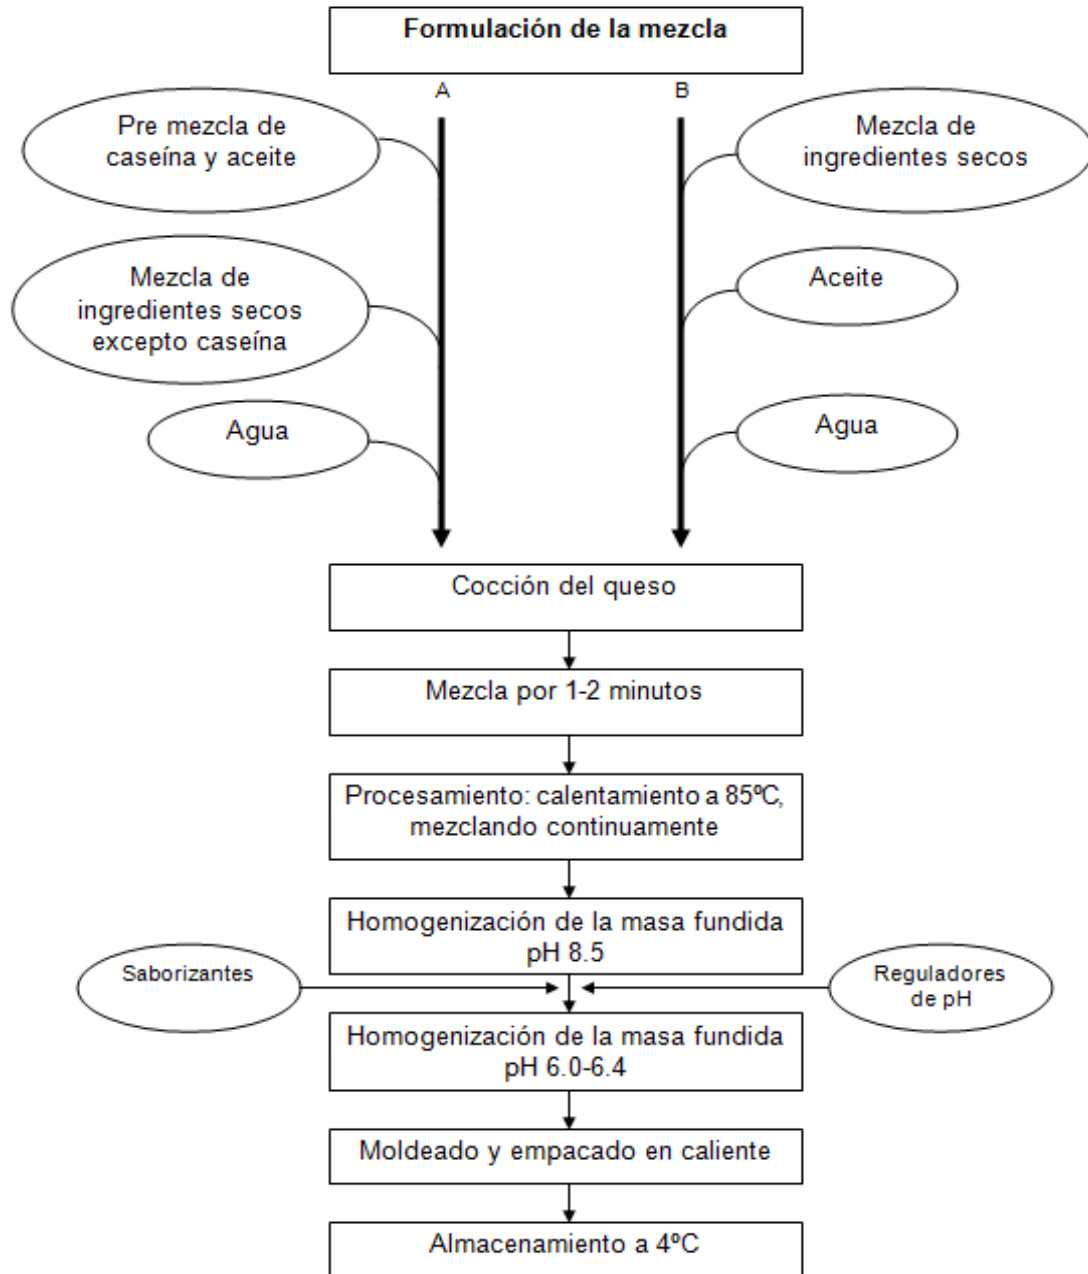 Formulación de la mezcla
A
B
Pre mezcla de
caseína y aceite
Mezcla de
ingredientes secos
Mezcla de
ingredientes secos
excepto caseína
Aceite
Agua
Agua
Cocción del queso
Mezcla por 1-2 minutos
Procesamiento: calentamiento a 85ºC,
mezclando continuamente
Homogenización de la masa fundida
pH 8.5
Saborizantes
Reguladores
de pH
Homogenización de la masa fundida
pH 6.0-6.4
Moldeado y empacado en caliente
Almacenamiento a 4ºC